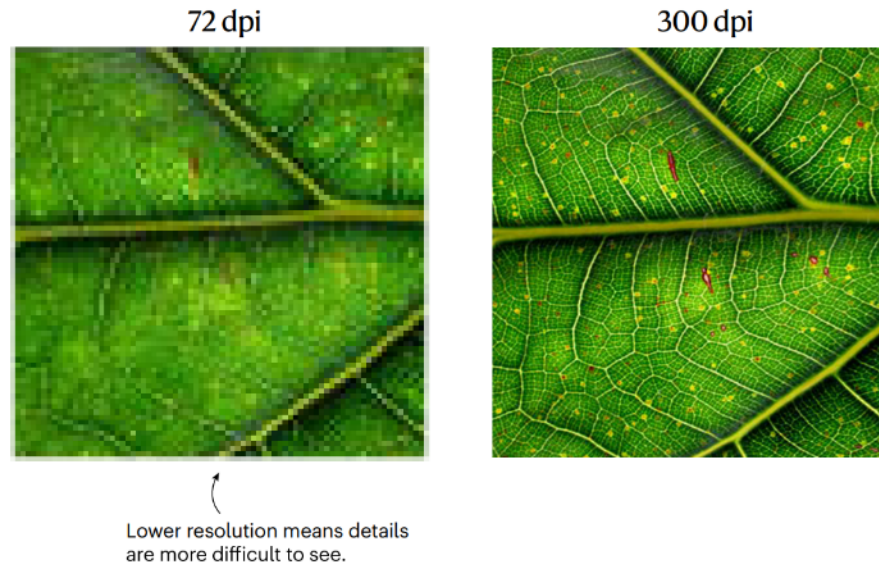 72 dpi
300 dpi
Lower resolution means details
are more difficult to see.